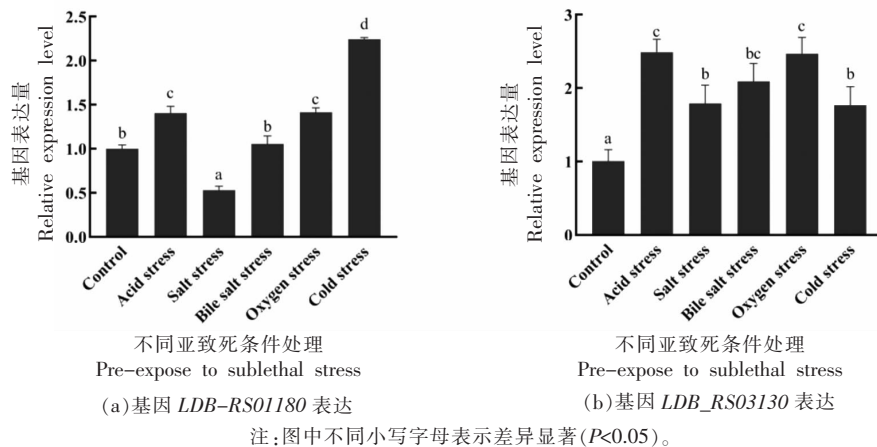 基因表达量
Relative expression level
2.5
2.0
1.5
1.0
0.5
0.0
b
c
a
b
c
d
Control
Acid stress
Salt stress
Bile salt stress
Oxygen stress
Cold stress
不同亚致死条件处理
Pre-expose to sublethal stress
(a)基因 LDB-RS01180 表达
基因表达量
Relative expression level
3
2
1
0
a
c
b
bc
c
b
Control
Acid stress
Salt stress
Bile salt stress
Oxygen stress
Cold stress
不同亚致死条件处理
Pre-expose to sublethal stress
(b)基因 LDB_RS03130 表达
注:图中不同小写字母表示差异显著(P<0.05)。